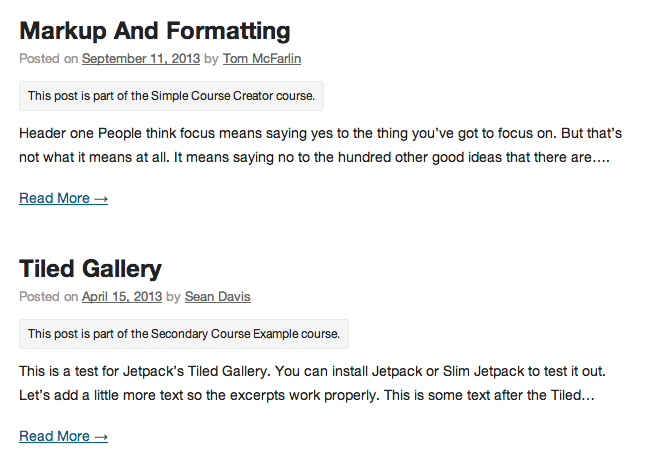 Markup And Formatting
Posted on September 11, 2013 by Tom McFarlin
This post is part of the Simple Course Creator course.
Header one People think focus means saying yes to the thing you’ve got to focus on. But that’s
not what it means at all. It means saying no to the hundred other good ideas that there are….
Read More →
Tiled Gallery
Posted on April 15, 2013 by Sean Davis
This post is part of the Secondary Course Example course.
This is a test for Jetpack’s Tiled Gallery. You can install Jetpack or Slim Jetpack to test it out.
Let’s add a little more text so the excerpts work properly. This is some text after the Tiled…
Read More →